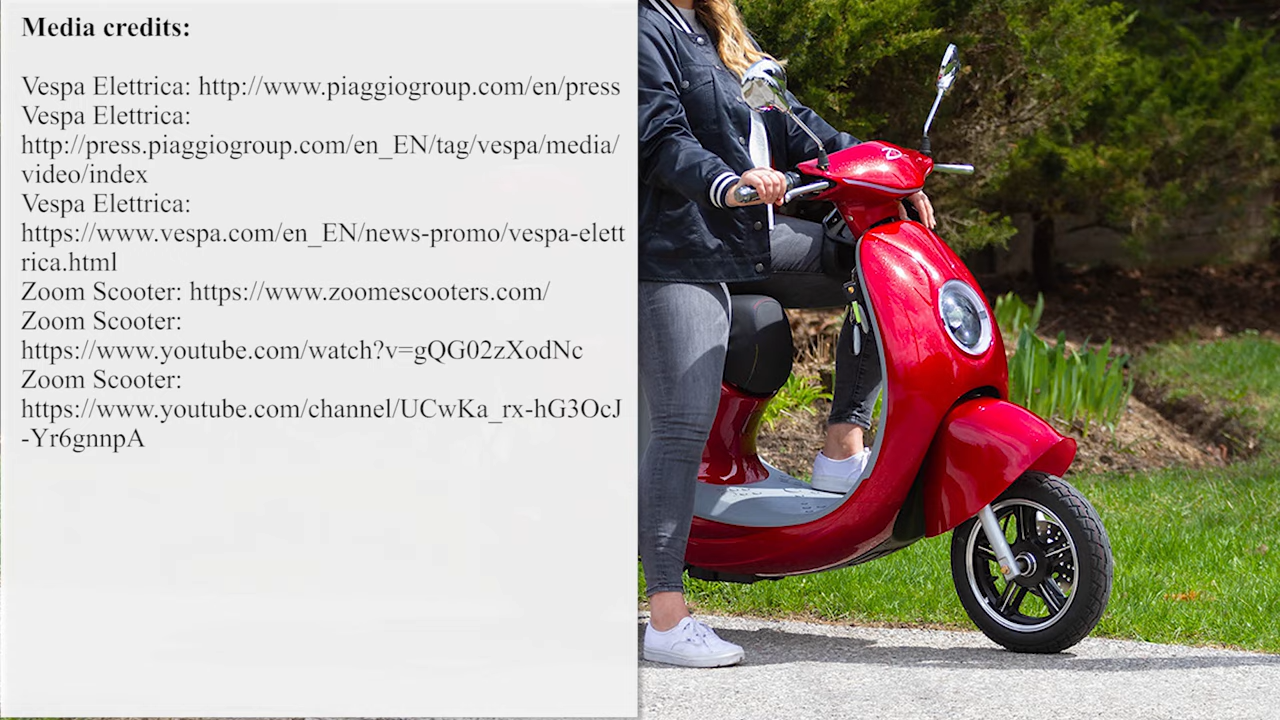 Media credits:
Vespa Elettrica: http://www.piaggiogroup.com/en/press
Vespa Elettrica:
http://press.piaggiogroup.com/en_EN/tag/vespa/media/
video/index
Vespa Elettrica:
https://www.vespa.com/en_EN/news-promo/vespa-elett
rica.html
Zoom Scooter: https://www.zoomescooters.com/
Zoom Scooter:
https://www.youtube.com/watch?v=gQG02zXodNc
Zoom Scooter:
https://www.youtube.com/channel/UCwKa_rx-hG3OcJ
-Yr6gnnpA